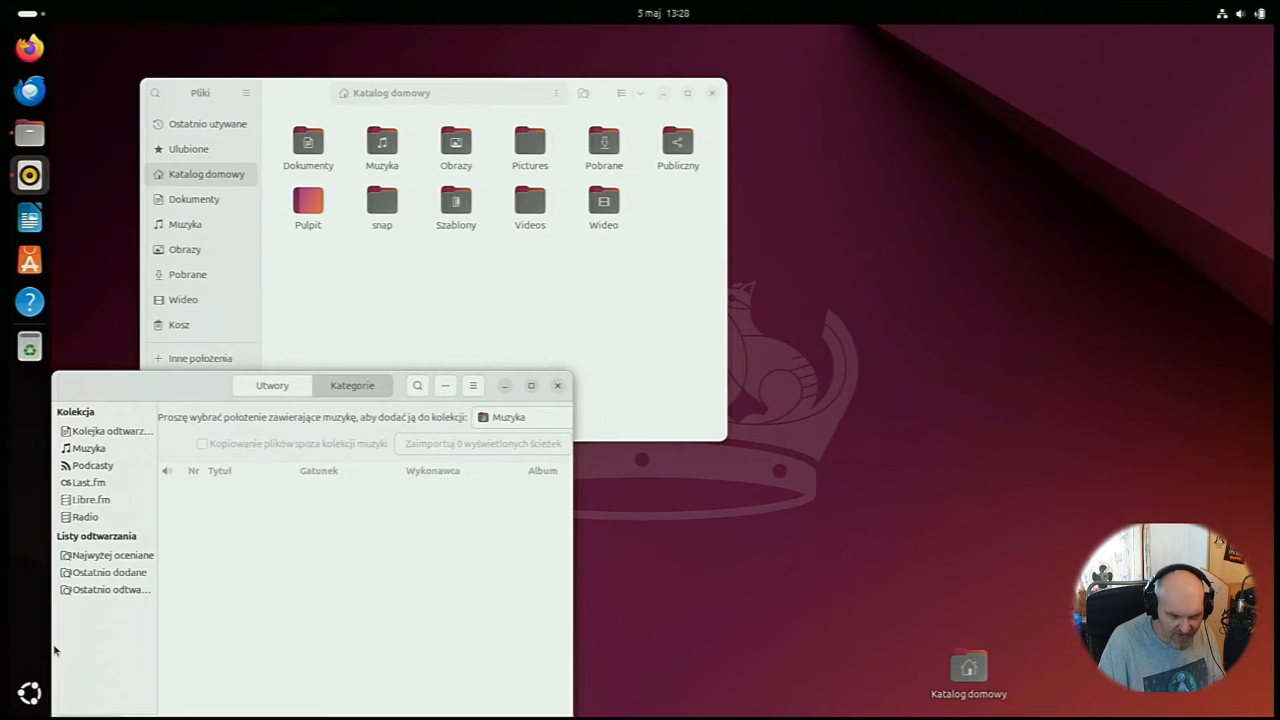 5 maj 13:28
Pliki
Katalog domowy
Ostatnio używane
Ulubione
Katalog domowy
Dokumenty
Muzyka
Obrazy
Pobrane
Wideo
Kosz
Inne położenia
Dokumenty
Muzyka
Obrazy
Pictures
Pobrane
Publiczny
Pulpit
snap
Szablony
Videos
Wideo
Utwory
Kategorie
Kolekcja
Kolejka odtwarz...
Muzyka
Podcasty
Last.fm
Libre.fm
Radio
Listy odtwarzania
Najwyżej oceniane
Ostatnio dodane
Ostatnio odtwa...
Proszę wybrać położenie zawierające muzykę, aby dodać ją do kolekcji:
Muzyka
Kopiowanie plików spoza kolekcji muzyki
Zaimportuj 0 wyświetlonych ścieżek
Nr
Tytuł
Gatunek
Wykonawca
Album
Katalog domowy